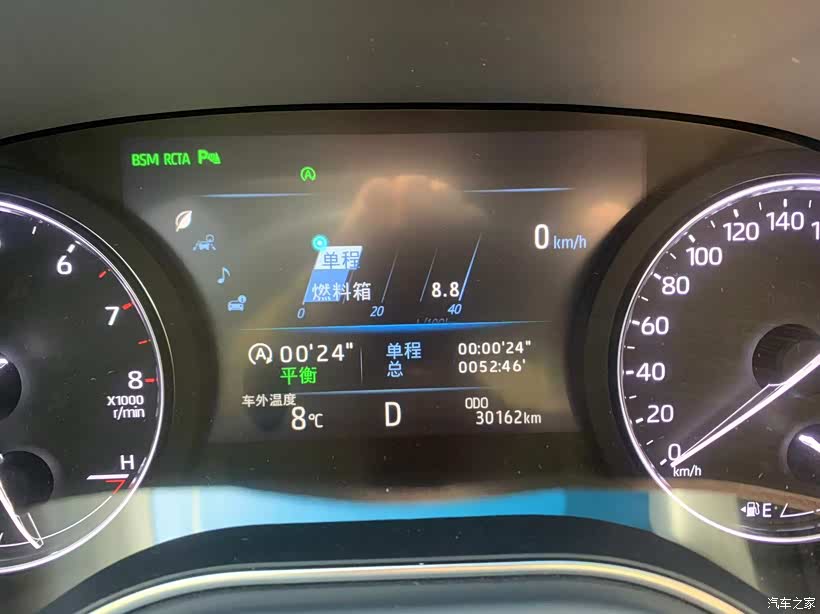 BSM RCTA P
A
0 km/h
单程
燃料箱 8.8
0 20 40
A 00'24" 单程 00:00'24"
平衡 总 0052:46'
车外温度 ODO
8℃ D 30162km
6
7
8
X1000
r/min
H
0
20
40
60
80
100
120
140
km/h
E
汽车之家